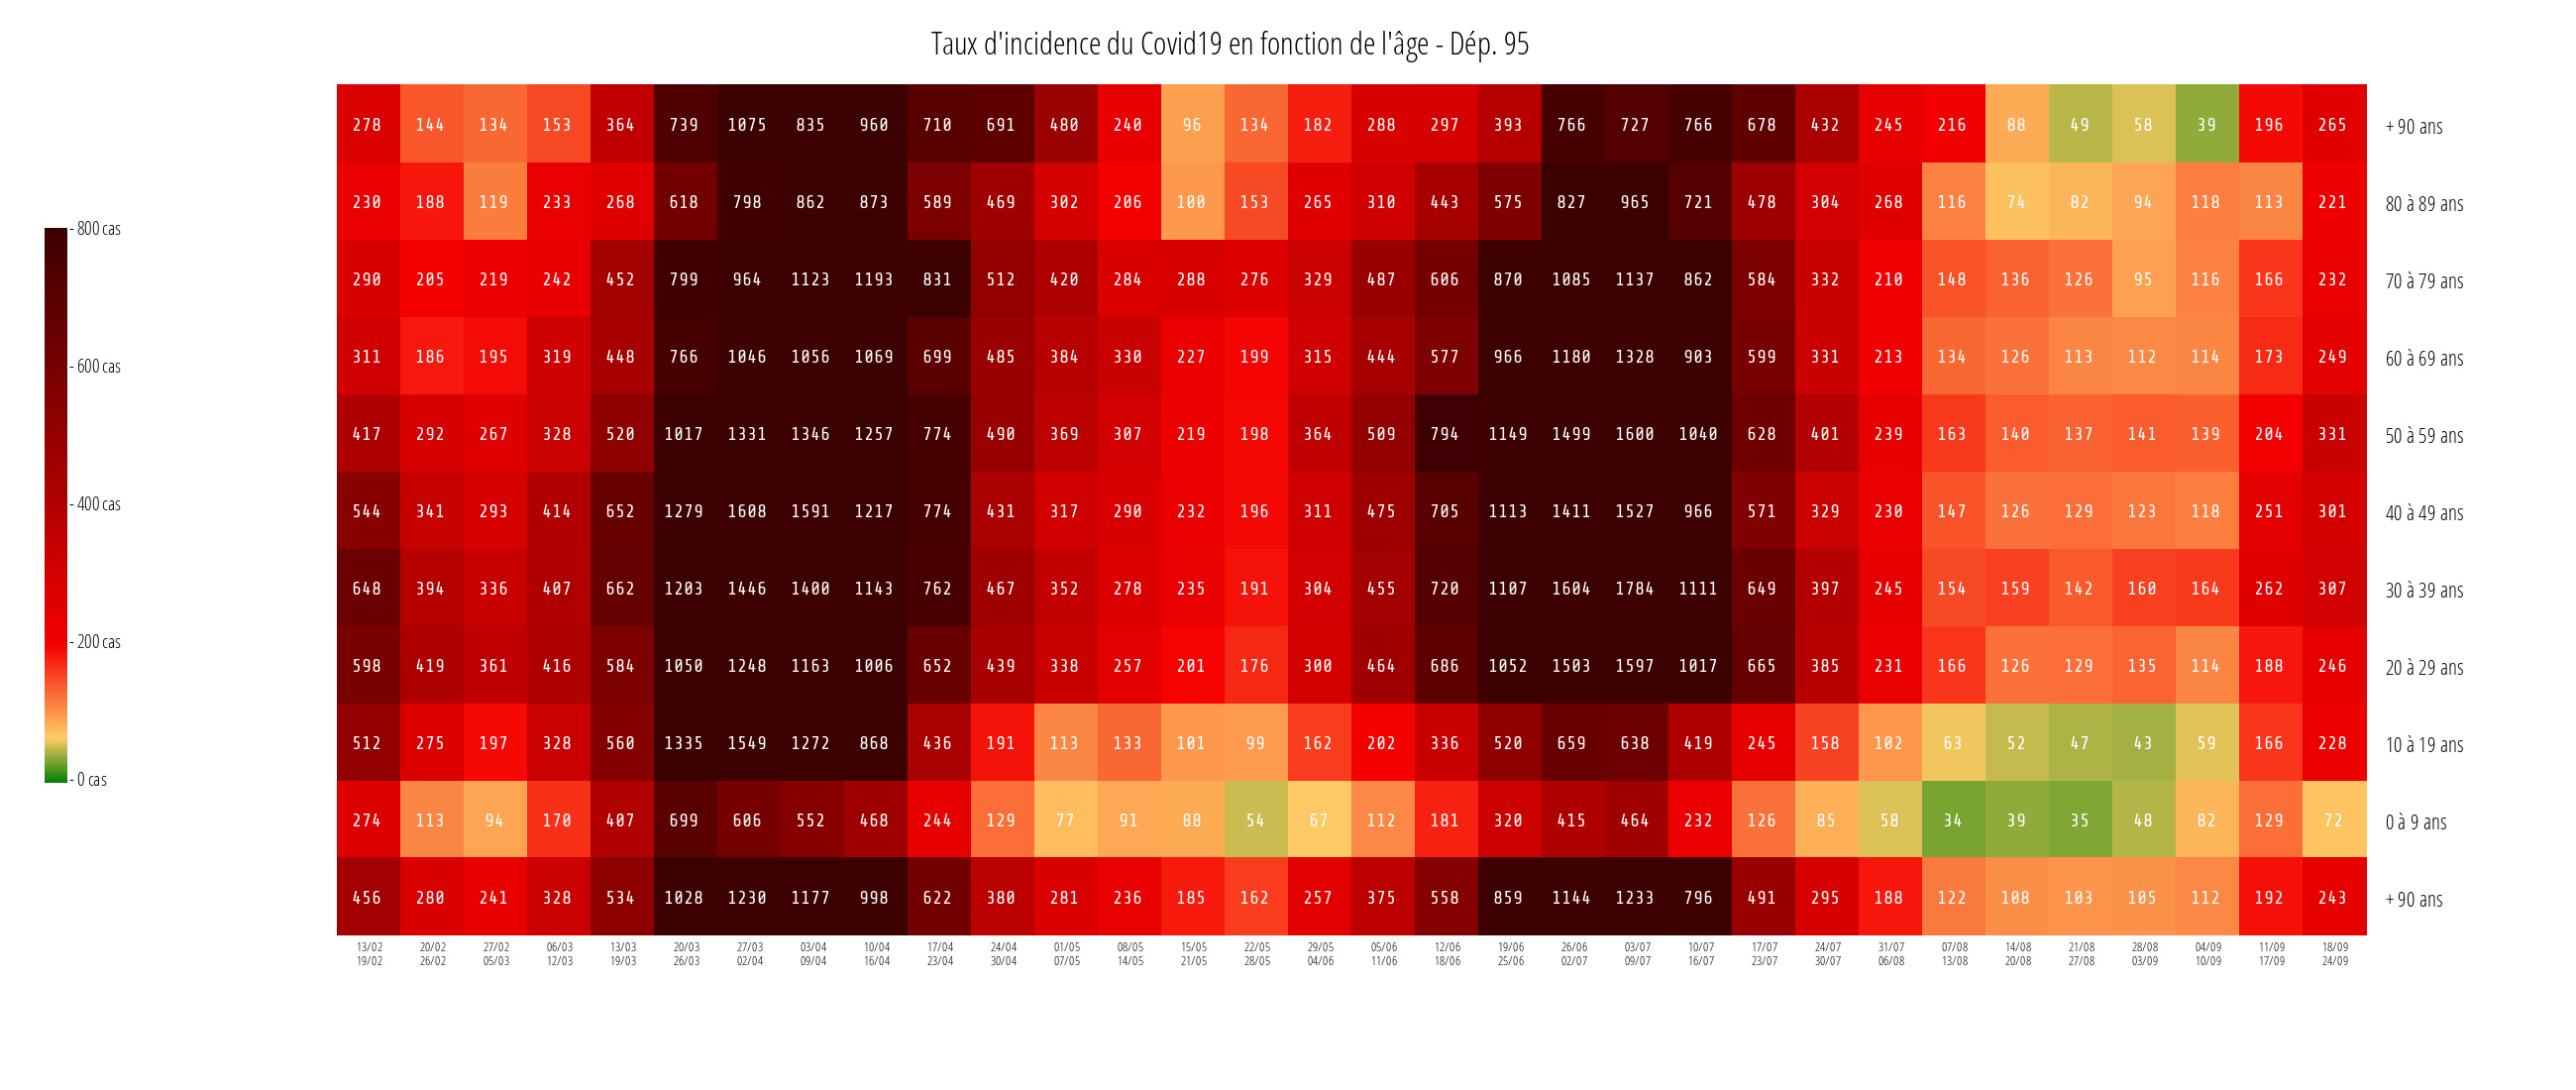 Taux d'incidence du Covid19 en fonction de l'âge - Dép. 95
- 800 cas
- 600 cas
- 400 cas
- 200 cas
- 0 cas
278 144 134 153 364 739 1075 835 960 710 691 480 240 96 134 182 288 297 393 766 727 766 678 432 245 216 88 49 58 39 196 265 + 90 ans
230 188 119 233 268 618 798 862 873 589 469 302 206 100 153 265 310 443 575 827 965 721 478 304 268 116 74 82 94 118 113 221 80 à 89 ans
290 205 219 242 452 799 964 1123 1193 831 512 420 284 288 276 329 487 606 870 1085 1137 862 584 332 210 148 136 126 95 116 166 232 70 à 79 ans
311 186 195 319 448 766 1046 1056 1069 699 485 384 330 227 199 315 444 577 966 1180 1328 903 599 331 213 134 126 113 112 114 173 249 60 à 69 ans
417 292 267 328 520 1017 1331 1346 1257 774 490 369 307 219 198 364 509 794 1149 1499 1600 1040 628 401 239 163 140 137 141 139 204 331 50 à 59 ans
544 341 293 414 652 1279 1608 1591 1217 774 431 317 290 232 196 311 475 705 1113 1411 1527 966 571 329 230 147 126 129 123 118 251 301 40 à 49 ans
648 394 336 407 662 1203 1446 1400 1143 762 467 352 278 235 191 304 455 720 1107 1604 1784 1111 649 397 245 154 159 142 160 164 262 307 30 à 39 ans
598 419 361 416 584 1050 1248 1163 1006 652 439 338 257 201 176 300 464 686 1052 1503 1597 1017 665 385 231 166 126 129 135 114 188 246 20 à 29 ans
512 275 197 328 560 1335 1549 1272 868 436 191 113 133 101 99 162 202 336 520 659 638 419 245 158 102 63 52 47 43 59 166 228 10 à 19 ans
274 113 94 170 407 699 606 552 468 244 129 77 91 88 54 67 112 181 320 415 464 232 126 85 58 34 39 35 48 82 129 72 0 à 9 ans
456 280 241 328 534 1028 1230 1177 998 622 380 281 236 185 162 257 375 558 859 1144 1233 796 491 295 188 122 108 103 105 112 192 243 + 90 ans
13/02 20/02 27/02 06/03 13/03 20/03 27/03 03/04 10/04 17/04 24/04 01/05 08/05 15/05 22/05 29/05 05/06 12/06 19/06 26/06 03/07 10/07 17/07 24/07 31/07 07/08 14/08 21/08 28/08 04/09 11/09 18/09
19/02 26/02 05/03 12/03 19/03 26/03 02/04 09/04 16/04 23/04 30/04 07/05 14/05 21/05 28/05 04/06 11/06 18/06 25/06 02/07 09/07 16/07 23/07 30/07 06/08 13/08 20/08 27/08 03/09 10/09 17/09 24/09